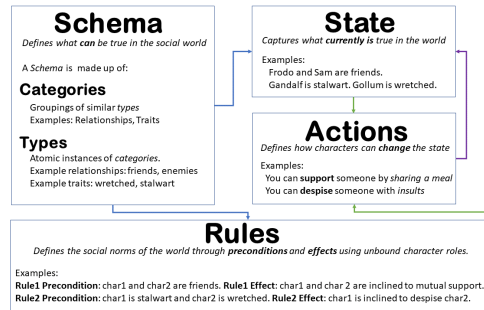 Schema
Defines what can be true in the social world
A Schema is made up of:
Categories
Groupings of similar types
Examples: Relationships, Traits
Types
Atomic instances of categories.
Example relationships: friends, enemies
Example traits: wretched, stalwart
State
Captures what currently is true in the world
Examples:
Frodo and Sam are friends.
Gandalf is stalwart. Gollum is wretched.
Actions
Defines how characters can change the state
Examples:
You can support someone by sharing a meal
You can despise someone with insults
Rules
Defines the social norms of the world through preconditions and effects using unbound character roles.
Examples:
Rule1 Precondition: char1 and char2 are friends. Rule1 Effect: char1 and char 2 are inclined to mutual support.
Rule2 Precondition: char1 is stalwart and char2 is wretched. Rule2 Effect: char1 is inclined to despise char2.